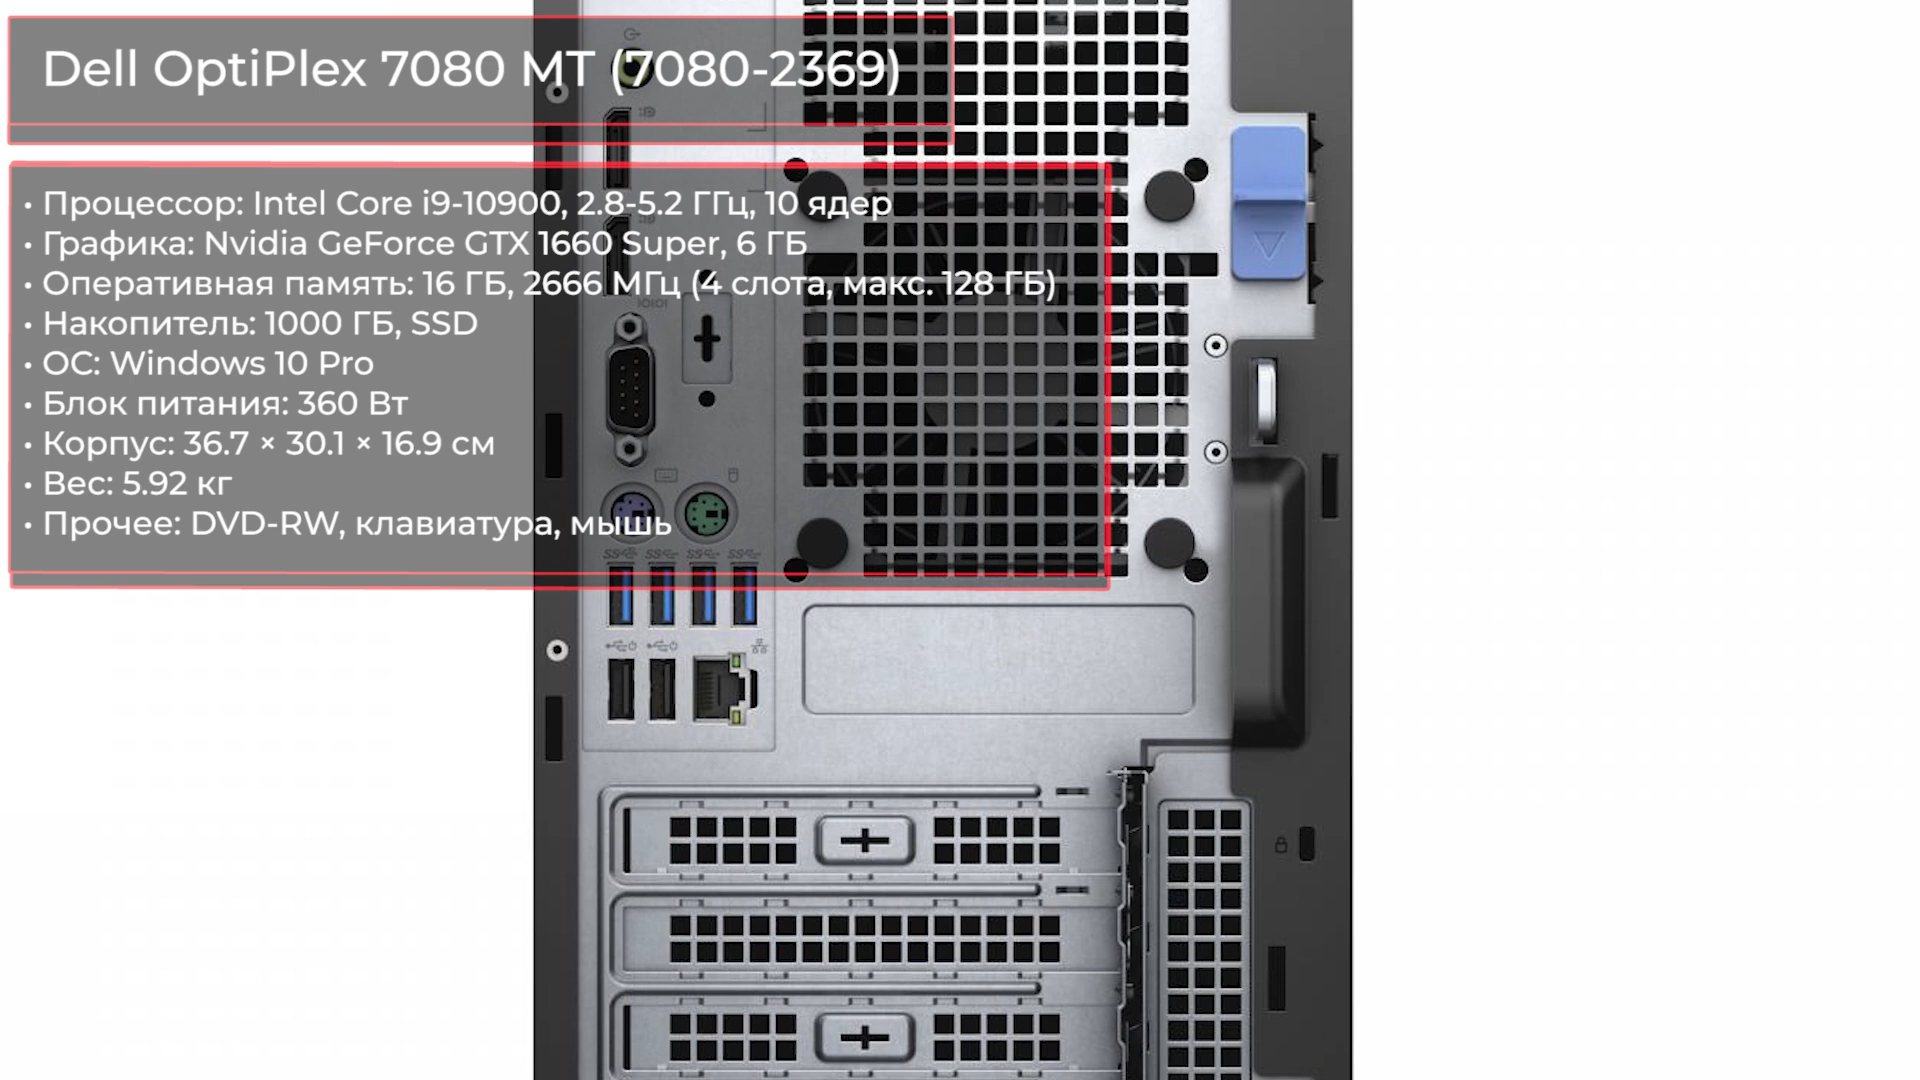 Dell OptiPlex 7080 MT (7080-2369)
• Процессор: Intel Core i9-10900, 2.8-5.2 ГГц, 10 ядер
• Графика: Nvidia GeForce GTX 1660 Super, 6 ГБ
• Оперативная память: 16 ГБ, 2666 МГц (4 слота, макс. 128 ГБ)
• Накопитель: 1000 ГБ, SSD
• ОС: Windows 10 Pro
• Блок питания: 360 Вт
• Корпус: 36.7 × 30.1 × 16.9 см
• Вес: 5.92 кг
• Прочее: DVD-RW, клавиатура, мышь